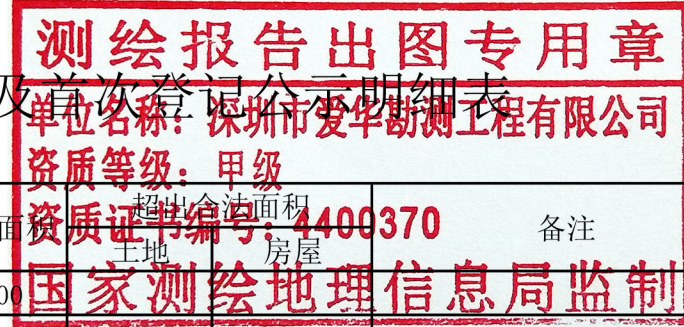 测绘报告出图专用章
及首次登记公示明细表
单位名称：深圳市爱华勘测工程有限公司
资质等级：甲级
资质证书编号：4400370
面积 超出合法面积 备注
土地 房屋
国家测绘地理信息局监制
00